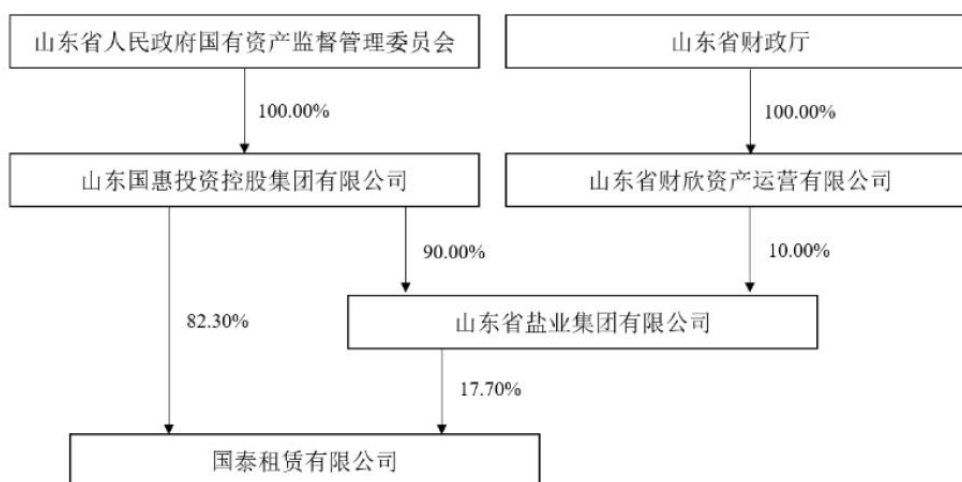 山东省人民政府国有资产监督管理委员会
山东省财政厅
100.00%
100.00%
山东国惠投资控股集团有限公司
山东省财欣资产运营有限公司
90.00%
10.00%
82.30%
山东省盐业集团有限公司
17.70%
国泰租赁有限公司